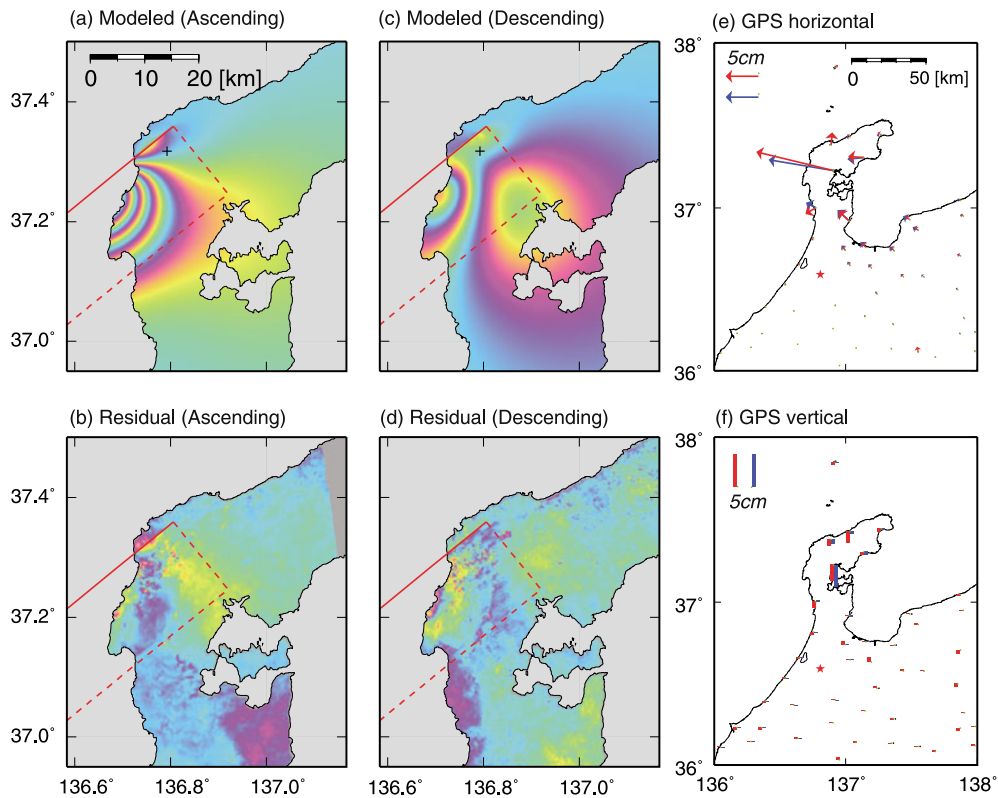 (a) Modeled (Ascending)
0 10 20 [km]
37.4°
37.2°
37.0°
(c) Modeled (Descending)
(e) GPS horizontal
38°
5cm
0 50 [km]
37°
36°
(b) Residual (Ascending)
37.4°
37.2°
37.0°
136.6° 136.8° 137.0°
(d) Residual (Descending)
136.6° 136.8° 137.0°
(f) GPS vertical
38°
5cm
37°
36°
136° 137° 138°